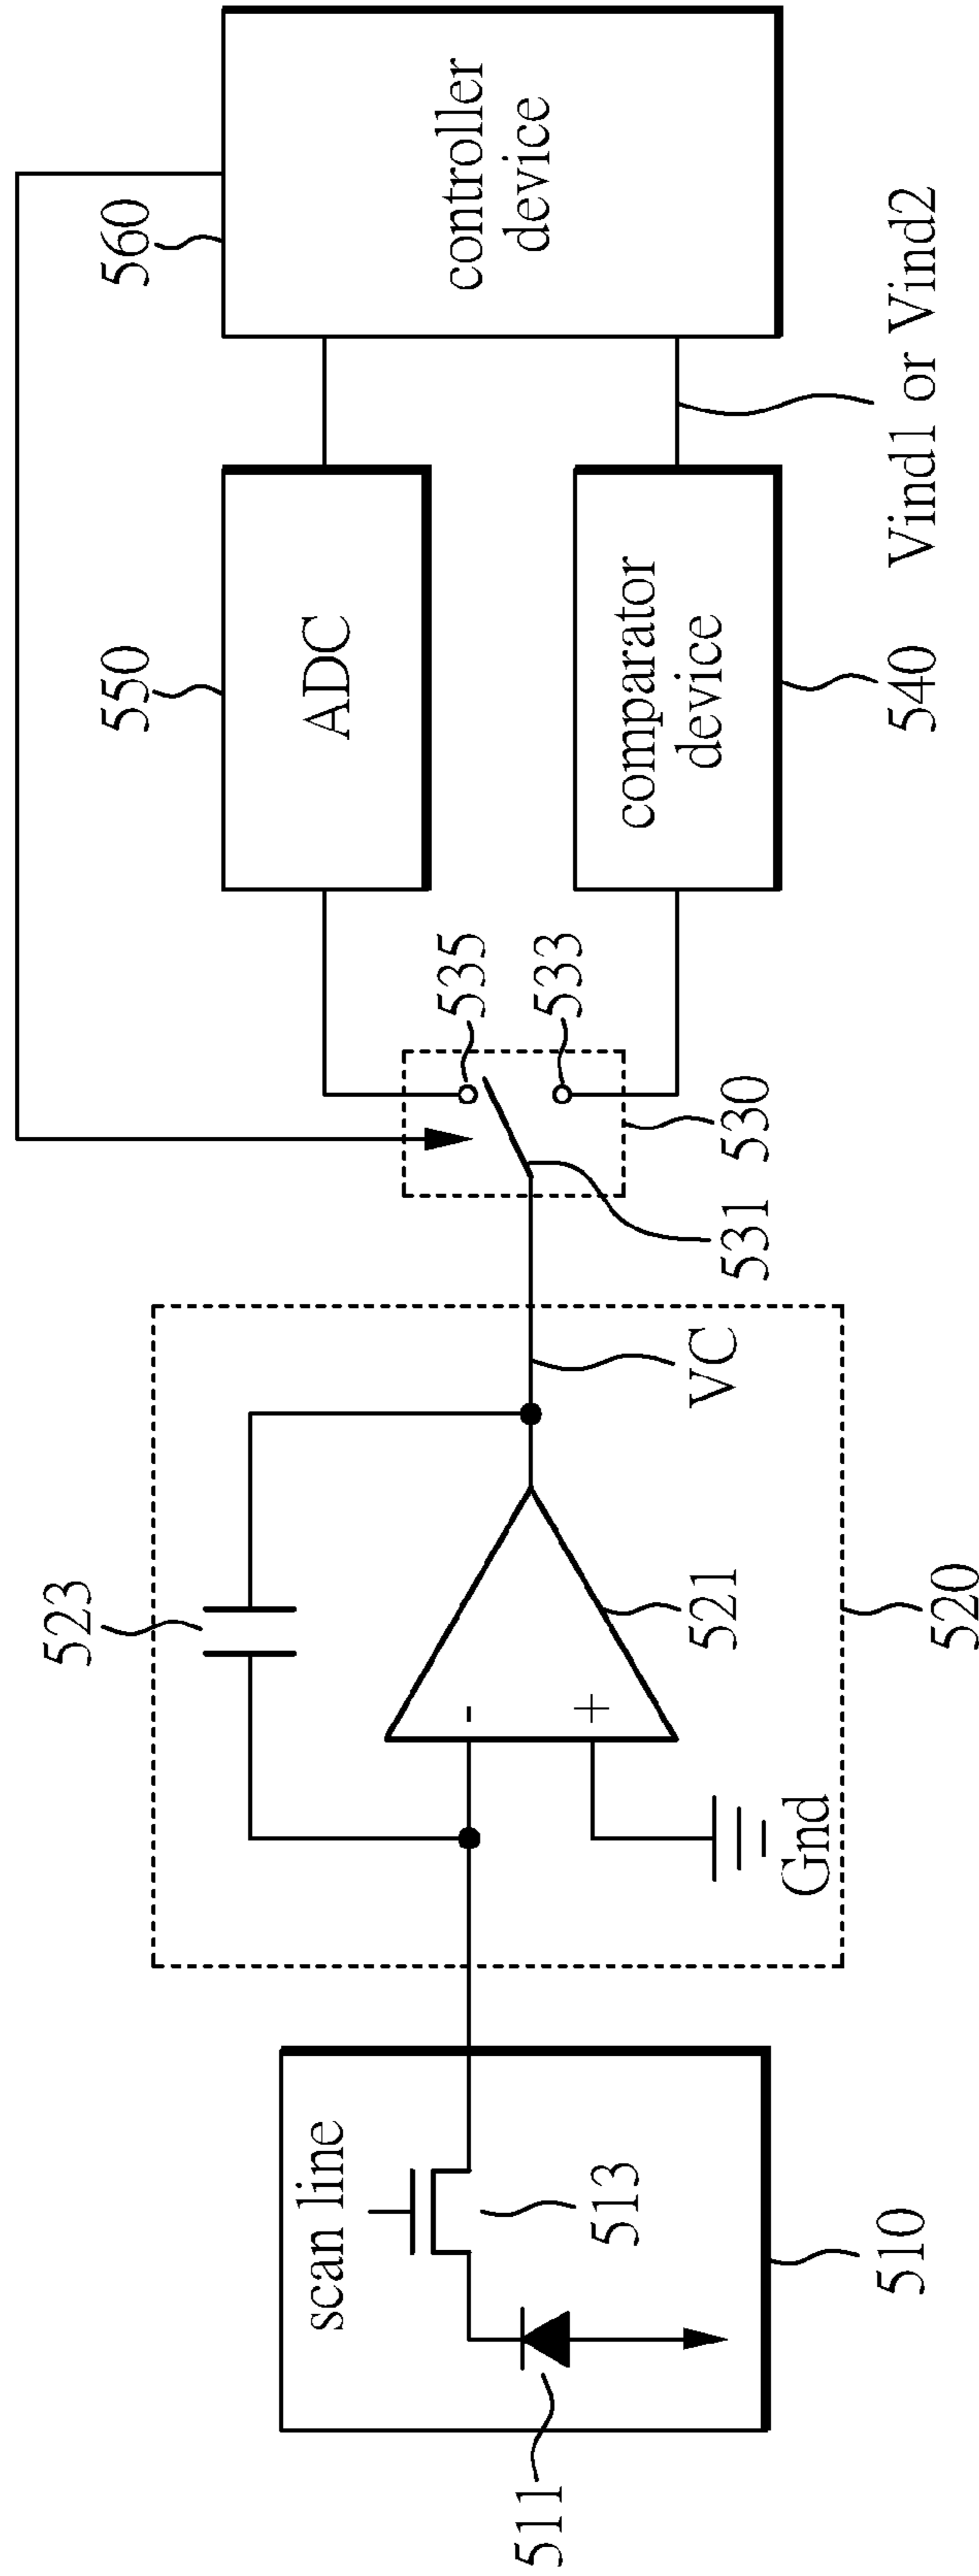 523
550
560
scan line
ADC
controller
device
535
-
533
comparator
device
+
511
513
Gnd
521
VC
531
530
510
520
540
Vind1 or Vind2